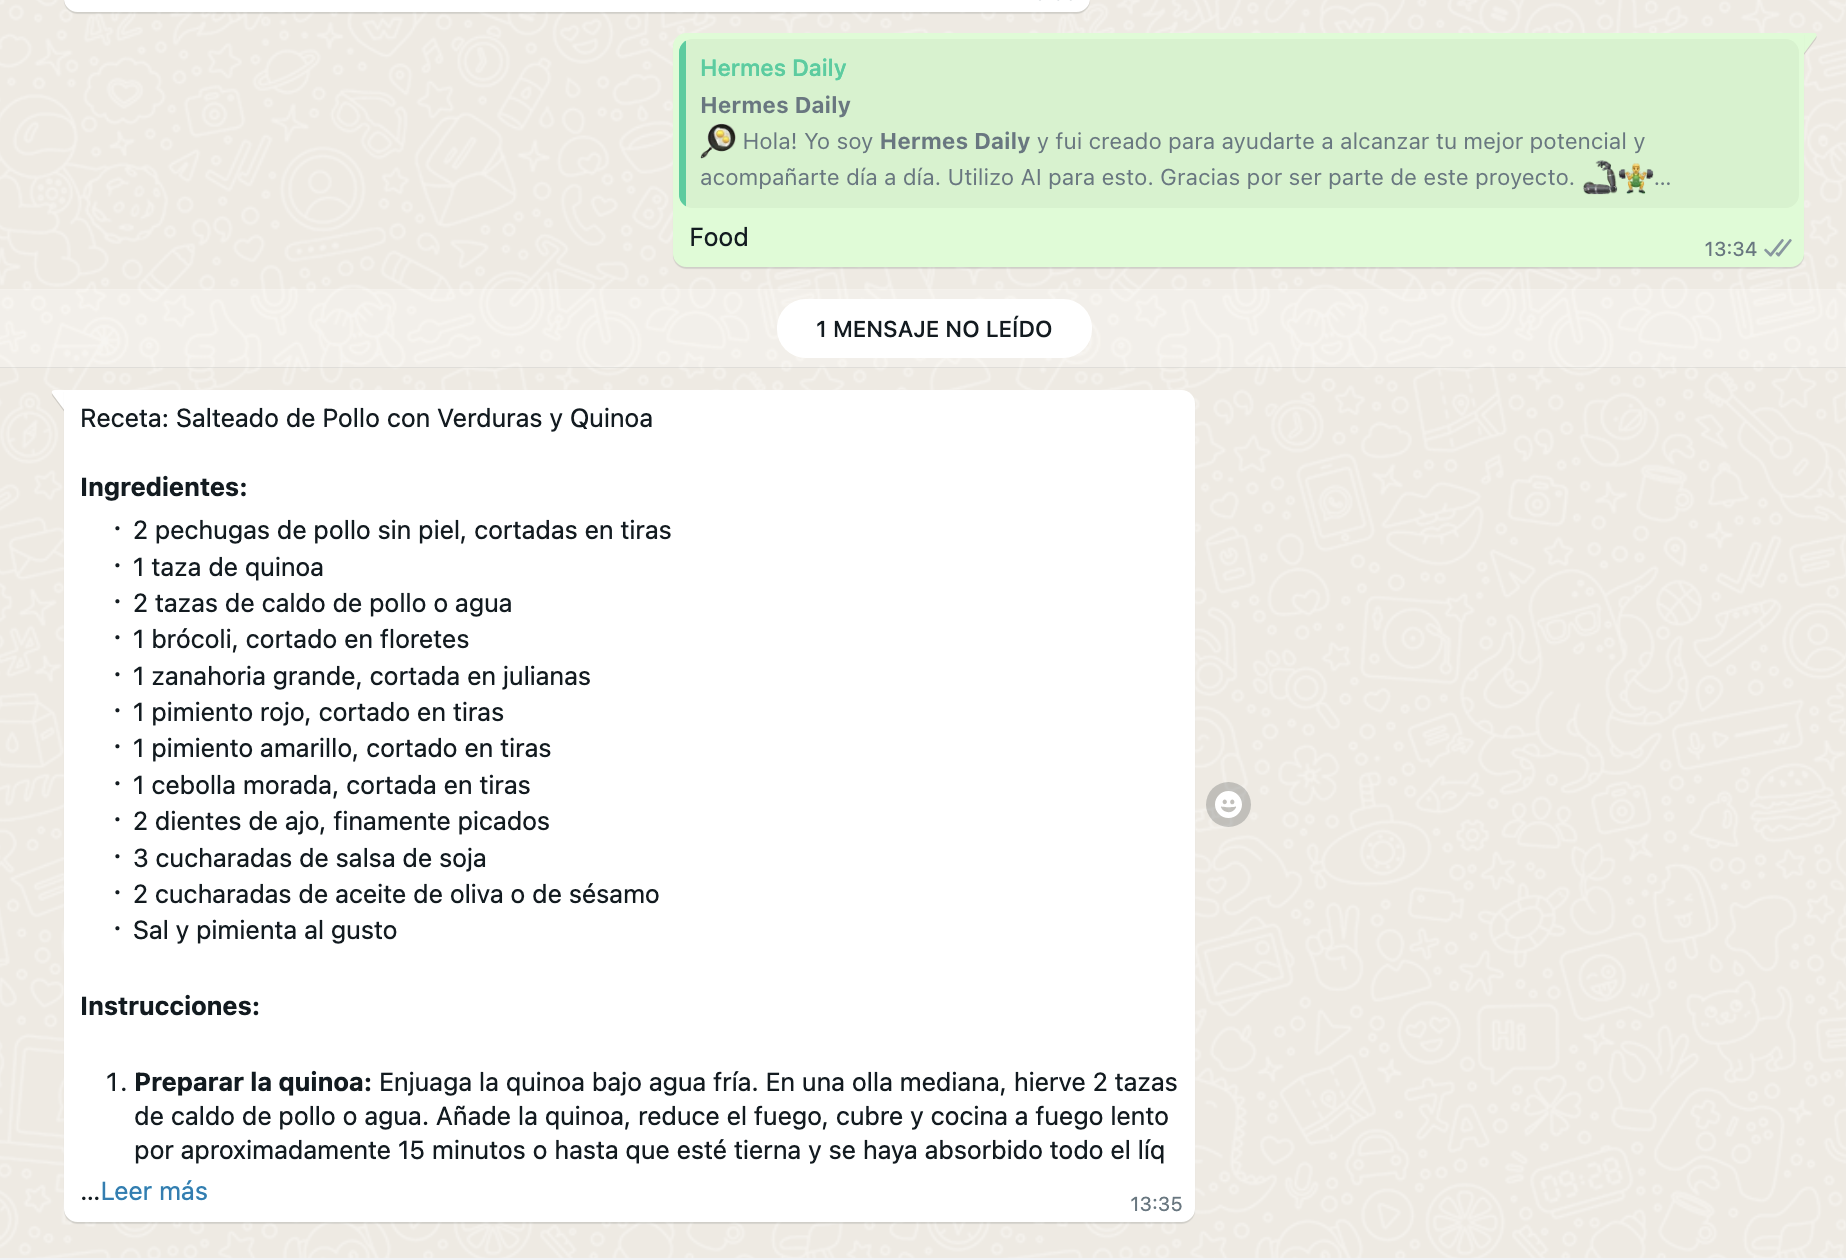 Hermes Daily
Hermes Daily
🍳 Hola! Yo soy Hermes Daily y fui creado para ayudarte a alcanzar tu mejor potencial y
acompañarte día a día. Utilizo AI para esto. Gracias por ser parte de este proyecto. ...
Food
13:34
1 MENSAJE NO LEÍDO
Receta: Salteado de Pollo con Verduras y Quinoa
Ingredientes:
• 2 pechugas de pollo sin piel, cortadas en tiras
• 1 taza de quinoa
• 2 tazas de caldo de pollo o agua
• 1 brócoli, cortado en floretes
• 1 zanahoria grande, cortada en julianas
• 1 pimiento rojo, cortado en tiras
• 1 pimiento amarillo, cortado en tiras
• 1 cebolla morada, cortada en tiras
• 2 dientes de ajo, finamente picados
• 3 cucharadas de salsa de soja
• 2 cucharadas de aceite de oliva o de sésamo
• Sal y pimienta al gusto
Instrucciones:
1. Preparar la quinoa: Enjuaga la quinoa bajo agua fría. En una olla mediana, hierve 2 tazas
de caldo de pollo o agua. Añade la quinoa, reduce el fuego, cubre y cocina a fuego lento
por aproximadamente 15 minutos o hasta que esté tierna y se haya absorbido todo el líq
...Leer más
13:35